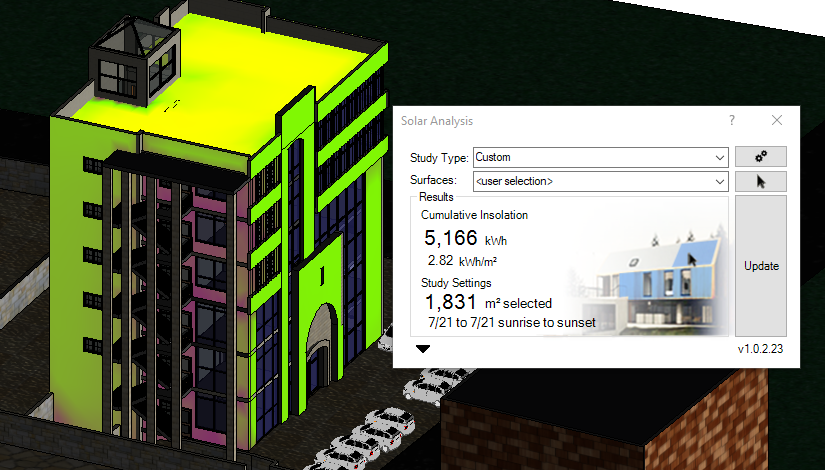 Solar Analysis
?
Study Type: Custom
Surfaces: <user selection>
Results
Cumulative Insolation
5,166 kWh
2.82 kWh/m²
Study Settings
1,831 m² selected
7/21 to 7/21 sunrise to sunset
Update
v1.0.2.23